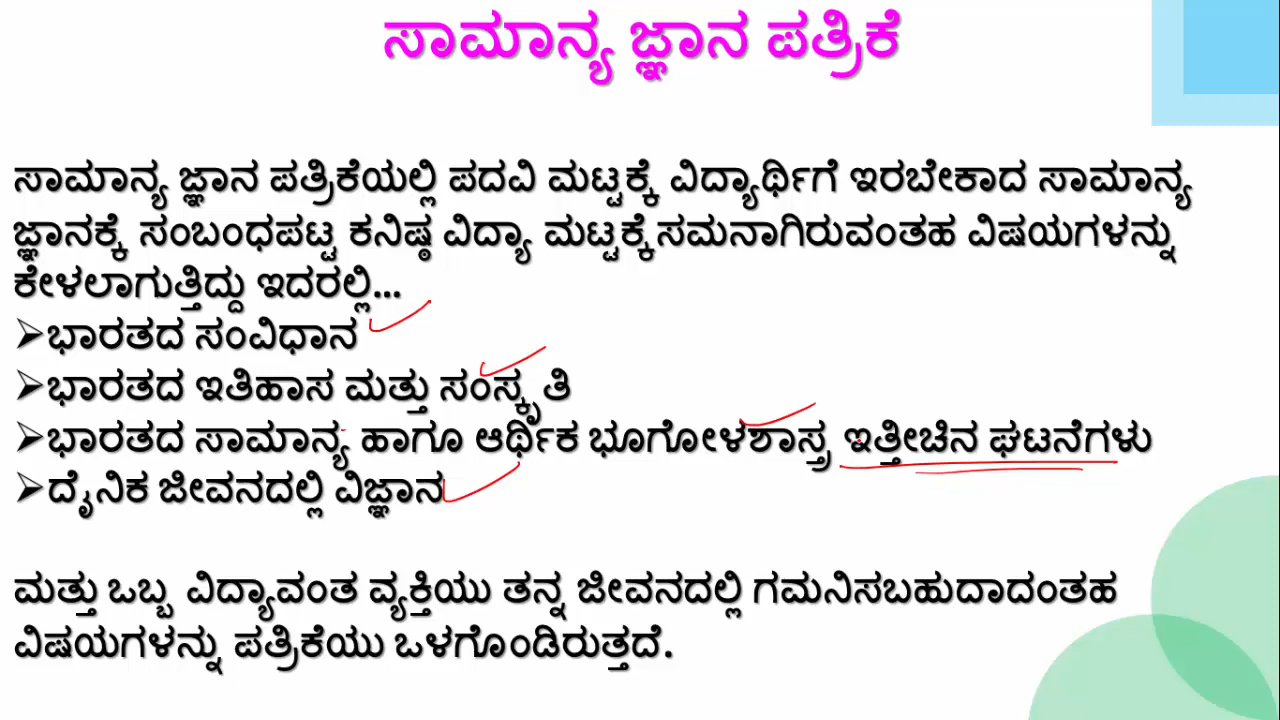 ಸಾಮಾನ್ಯ ಜ್ಞಾನ ಪತ್ರಿಕೆ
ಸಾಮಾನ್ಯ ಜ್ಞಾನ ಪತ್ರಿಕೆಯಲ್ಲಿ ಪದವಿ ಮಟ್ಟಕ್ಕೆ ವಿದ್ಯಾರ್ಥಿಗೆ ಇರಬೇಕಾದ ಸಾಮಾನ್ಯ
ಜ್ಞಾನಕ್ಕೆ ಸಂಬಂಧಪಟ್ಟ ಕನಿಷ್ಠ ವಿದ್ಯಾ ಮಟ್ಟಕ್ಕೆ ಸಮನಾಗಿರುವಂತಹ ವಿಷಯಗಳನ್ನು
ಕೇಳಲಾಗುತ್ತಿದ್ದು ಇದರಲ್ಲಿ...
➢ಭಾರತದ ಸಂವಿಧಾನ
➢ಭಾರತದ ಇತಿಹಾಸ ಮತ್ತು ಸಂಸ್ಕೃತಿ
➢ಭಾರತದ ಸಾಮಾನ್ಯ ಹಾಗೂ ಆರ್ಥಿಕ ಭೂಗೋಳಶಾಸ್ತ್ರ ಇತ್ತೀಚಿನ ಘಟನೆಗಳು
➢ದೈನಿಕ ಜೀವನದಲ್ಲಿ ವಿಜ್ಞಾನ
ಮತ್ತು ಒಬ್ಬ ವಿದ್ಯಾವಂತ ವ್ಯಕ್ತಿಯು ತನ್ನ ಜೀವನದಲ್ಲಿ ಗಮನಿಸಬಹುದಾದಂತಹ
ವಿಷಯಗಳನ್ನು ಪತ್ರಿಕೆಯು ಒಳಗೊಂಡಿರುತ್ತದೆ.